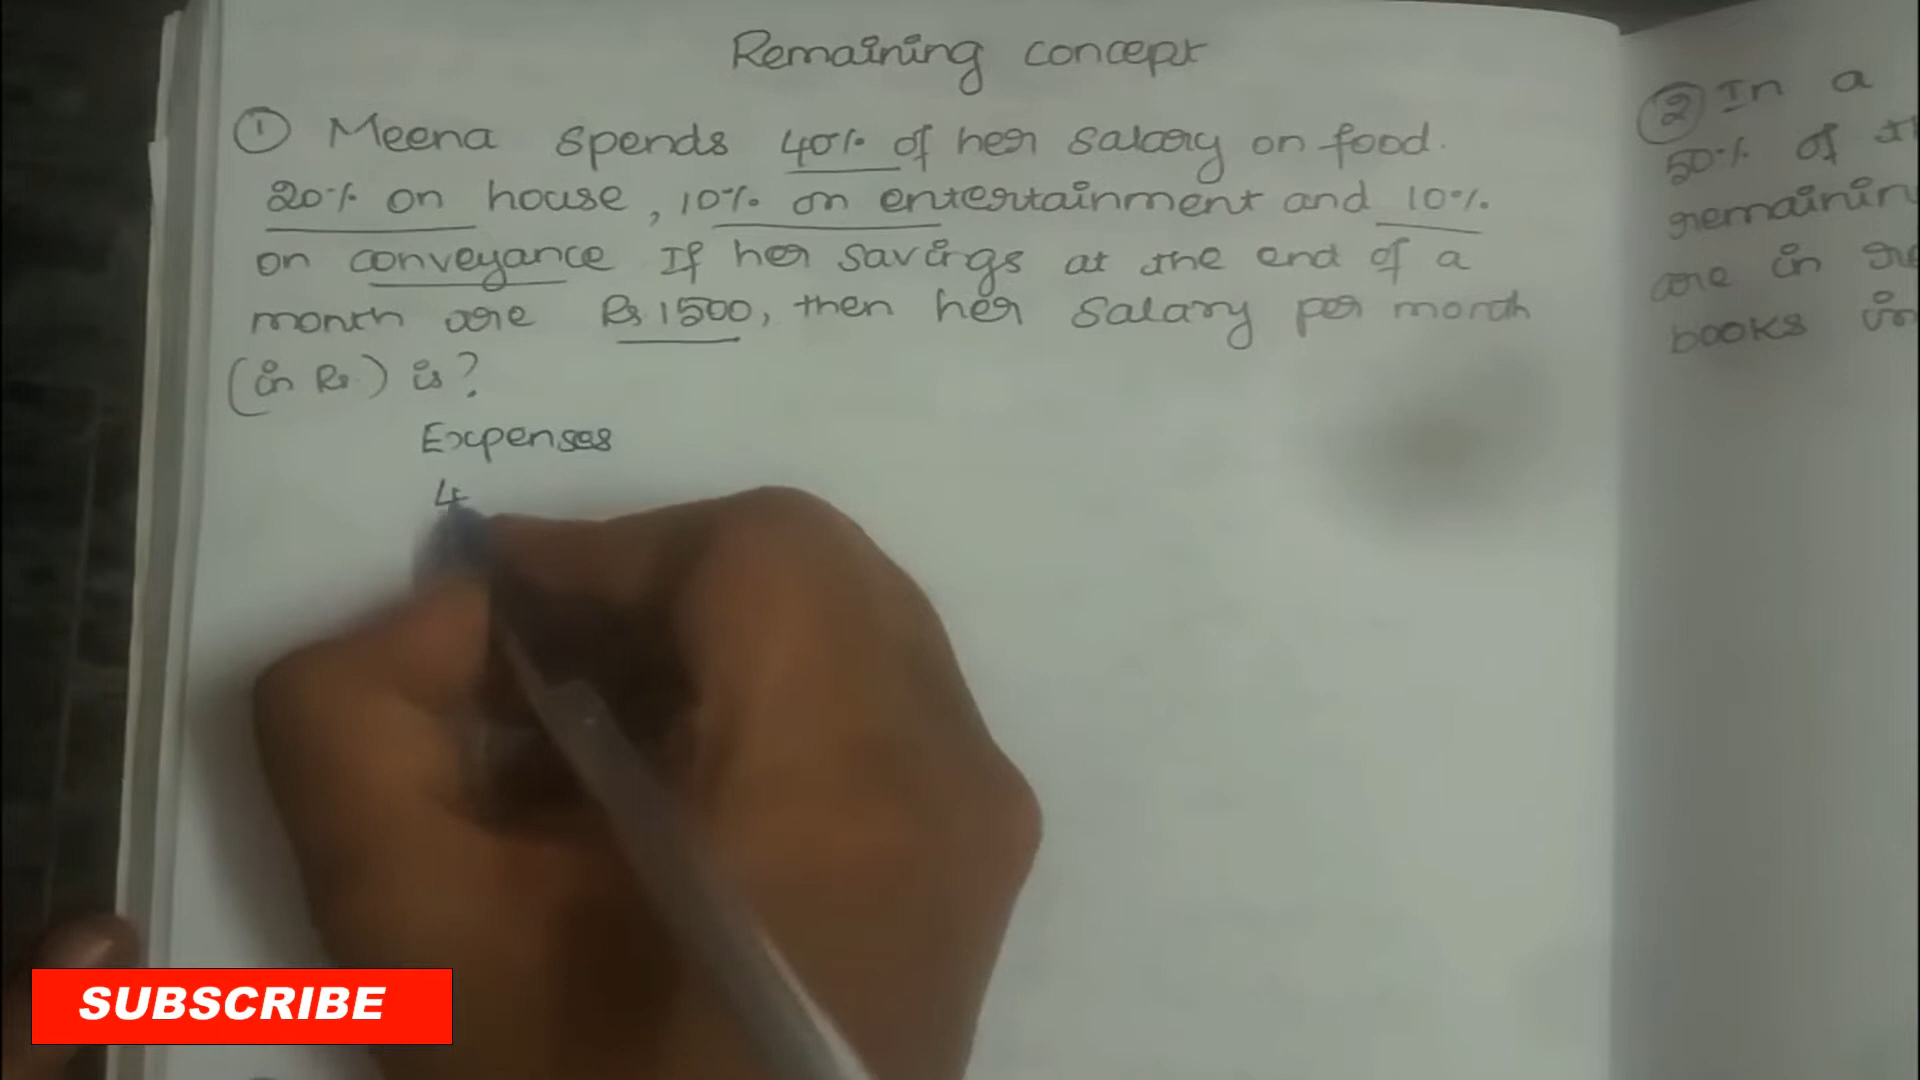 Remaining concept
① Meena spends 40% of her salary on food.
20% on house, 10% on entertainment and 10%
on conveyance If her savings at the end of a
month are Rs 1500, then her salary per month
(in Rs.) is?
Expenses
4
② In a
50% of
are in
books in
SUBSCRIBE